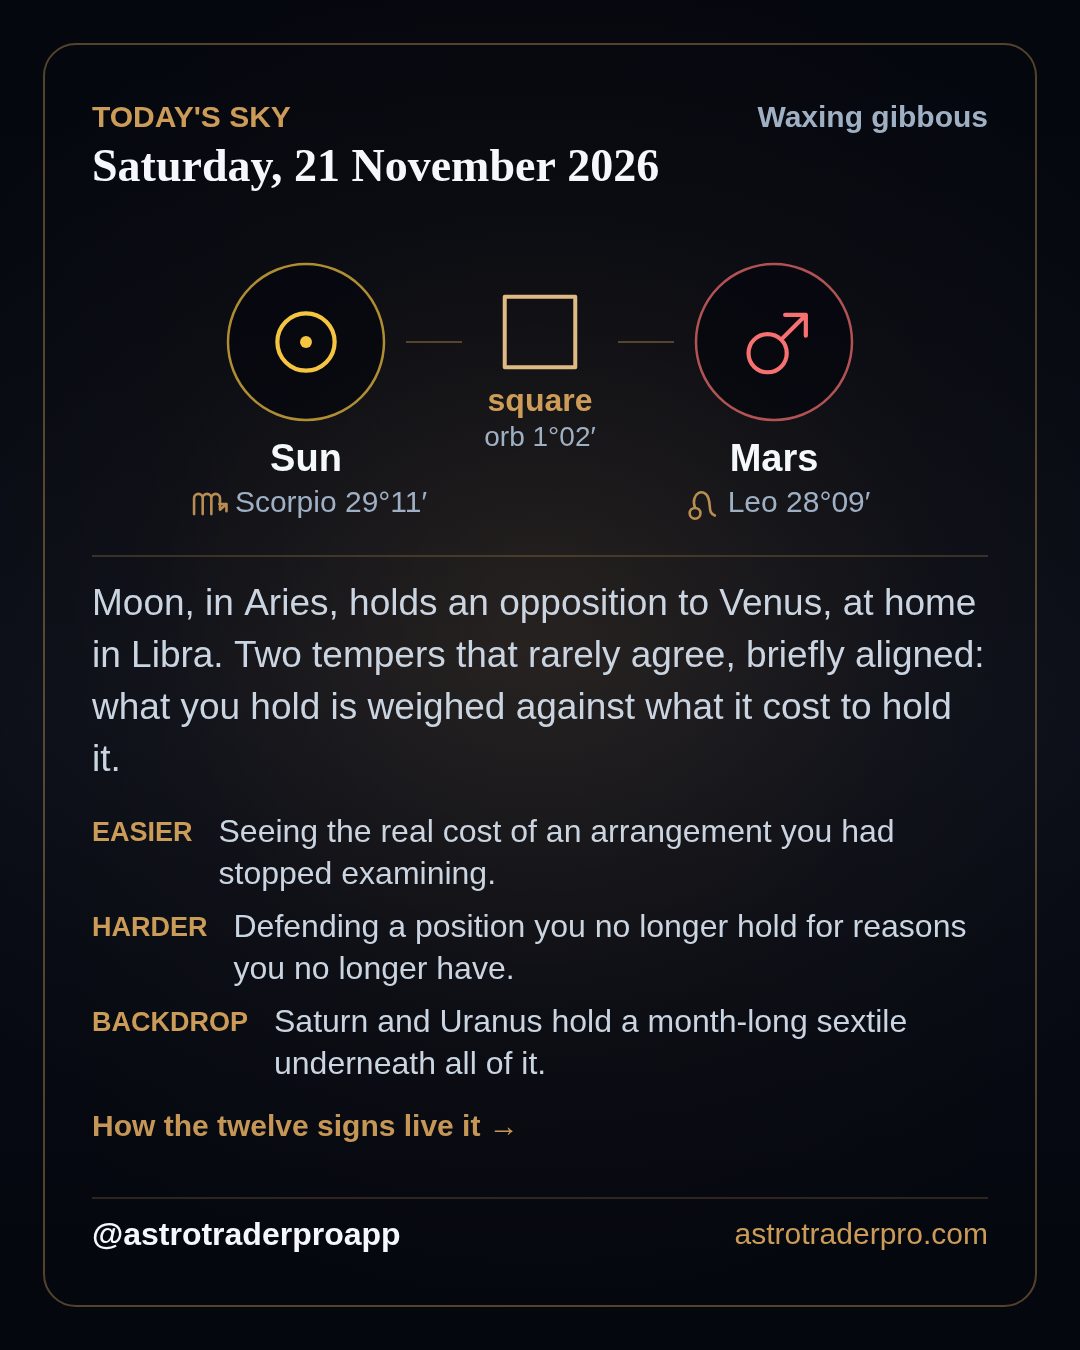 TODAY'S SKY
Waxing gibbous
Saturday, 21 November 2026
square
orb 1°02′
Sun
Mars
♏ Scorpio 29°11′
♌ Leo 28°09′
Moon, in Aries, holds an opposition to Venus, at home
in Libra. Two tempers that rarely agree, briefly aligned:
what you hold is weighed against what it cost to hold
it.
EASIER Seeing the real cost of an arrangement you had
stopped examining.
HARDER Defending a position you no longer hold for reasons
you no longer have.
BACKDROP Saturn and Uranus hold a month-long sextile
underneath all of it.
How the twelve signs live it →
@astrotraderproapp
astrotraderpro.com